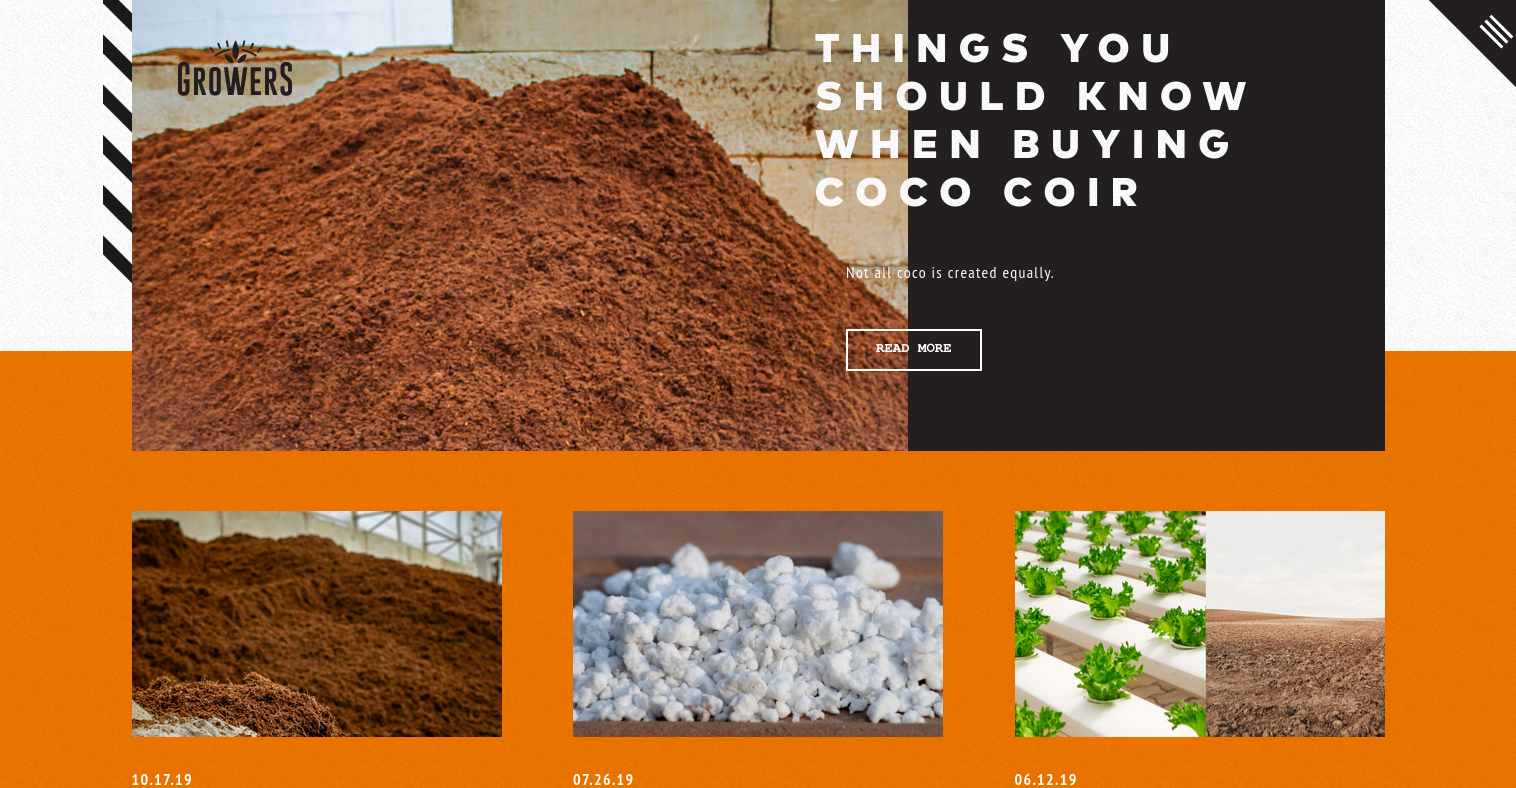 GROWERS
THINGS YOU
SHOULD KNOW
WHEN BUYING
COCO COIR
Not all coco is created equally.
READ MORE
10.17.19
07.26.19
06.12.19